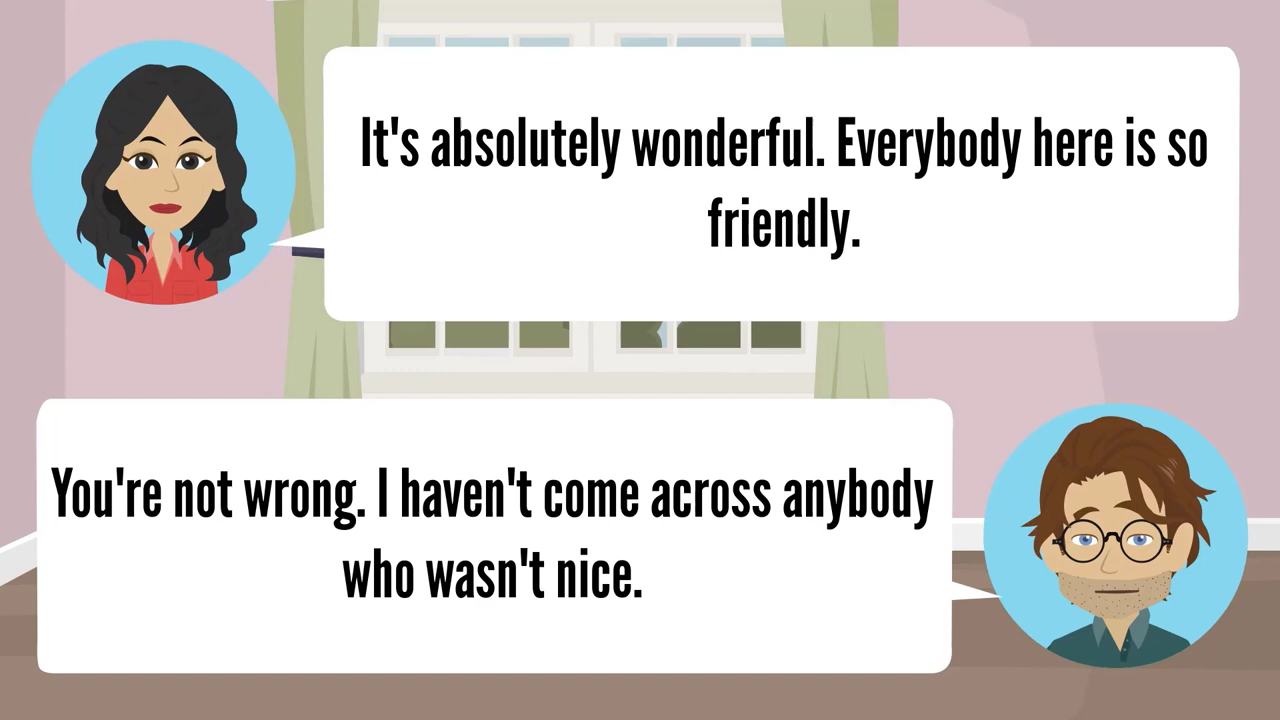 It's absolutely wonderful. Everybody here is so
friendly.
You're not wrong. I haven't come across anybody
who wasn't nice.